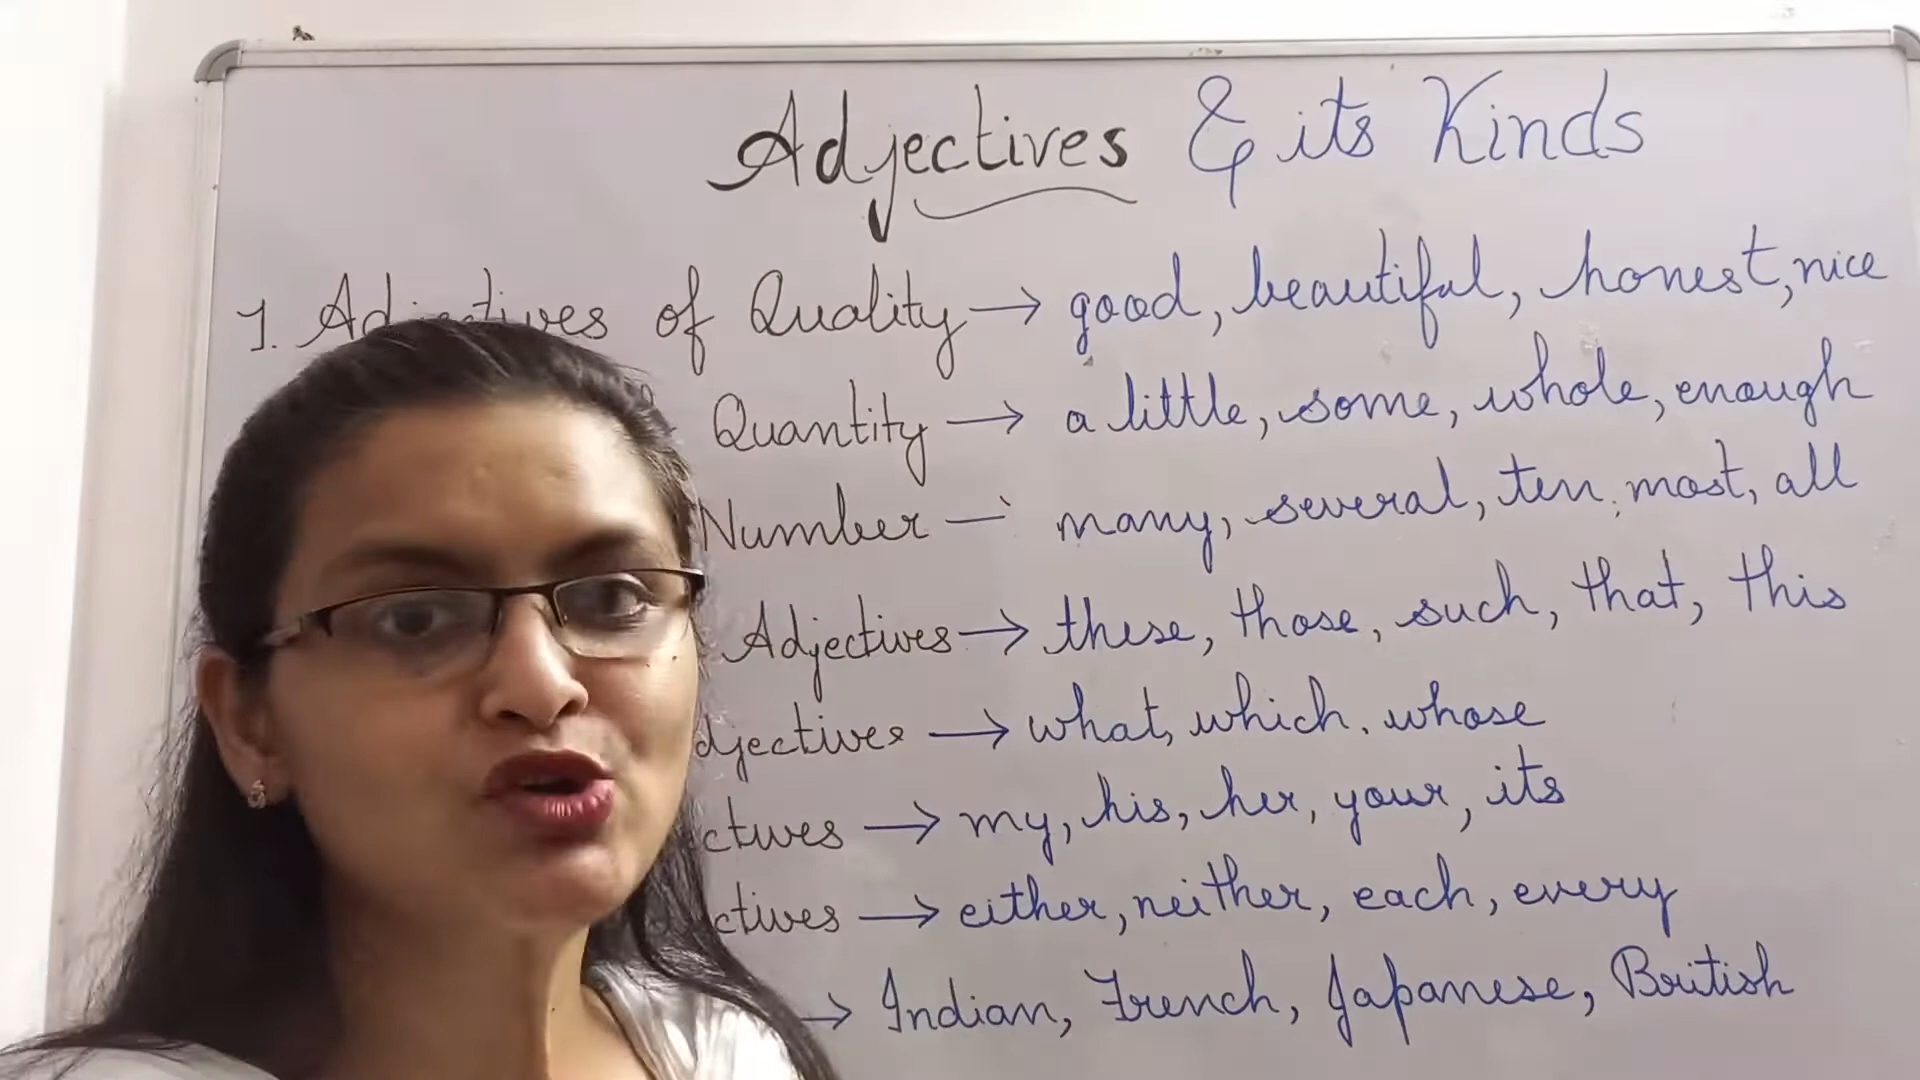 Adjectives & its Kinds
1. Adjectives of Quality → good, beautiful, honest, nice
Quantity → a little, some, whole, enough
Number — many, several, ten, most, all
Adjectives → these, those, such, that, this
djectives → what, which, whose
ctives → my, his, her, your, its
ctives → either, neither, each, every
→ Indian, French, Japanese, British